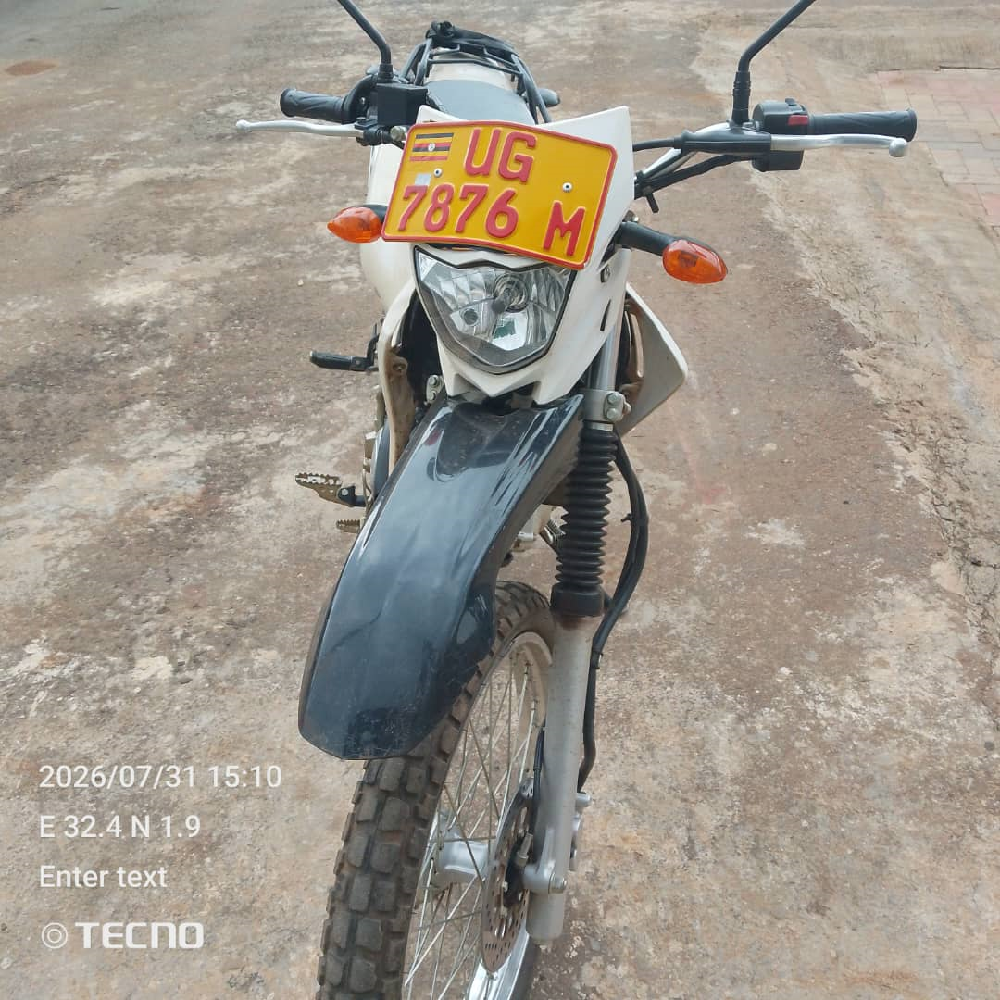 UG
7876 M
2026/07/31 15:10
E 32.4 N 1.9
Enter text
© TECNO